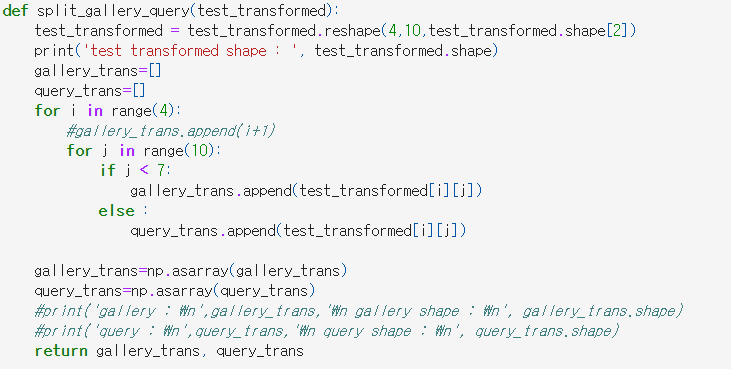 def split_gallery_query(test_transformed):
    test_transformed = test_transformed.reshape(4,10,test_transformed.shape[2])
    print('test transformed shape : ', test_transformed.shape)
    gallery_trans=[]
    query_trans=[]
    for i in range(4):
        #gallery_trans.append(i+1)
        for j in range(10):
            if j < 7:
                gallery_trans.append(test_transformed[i][j])
            else :
                query_trans.append(test_transformed[i][j])

    gallery_trans=np.asarray(gallery_trans)
    query_trans=np.asarray(query_trans)
    #print('gallery : ₩n',gallery_trans,'₩n gallery shape : ₩n', gallery_trans.shape)
    #print('query : ₩n',query_trans,'₩n query shape : ₩n', query_trans.shape)
    return gallery_trans, query_trans